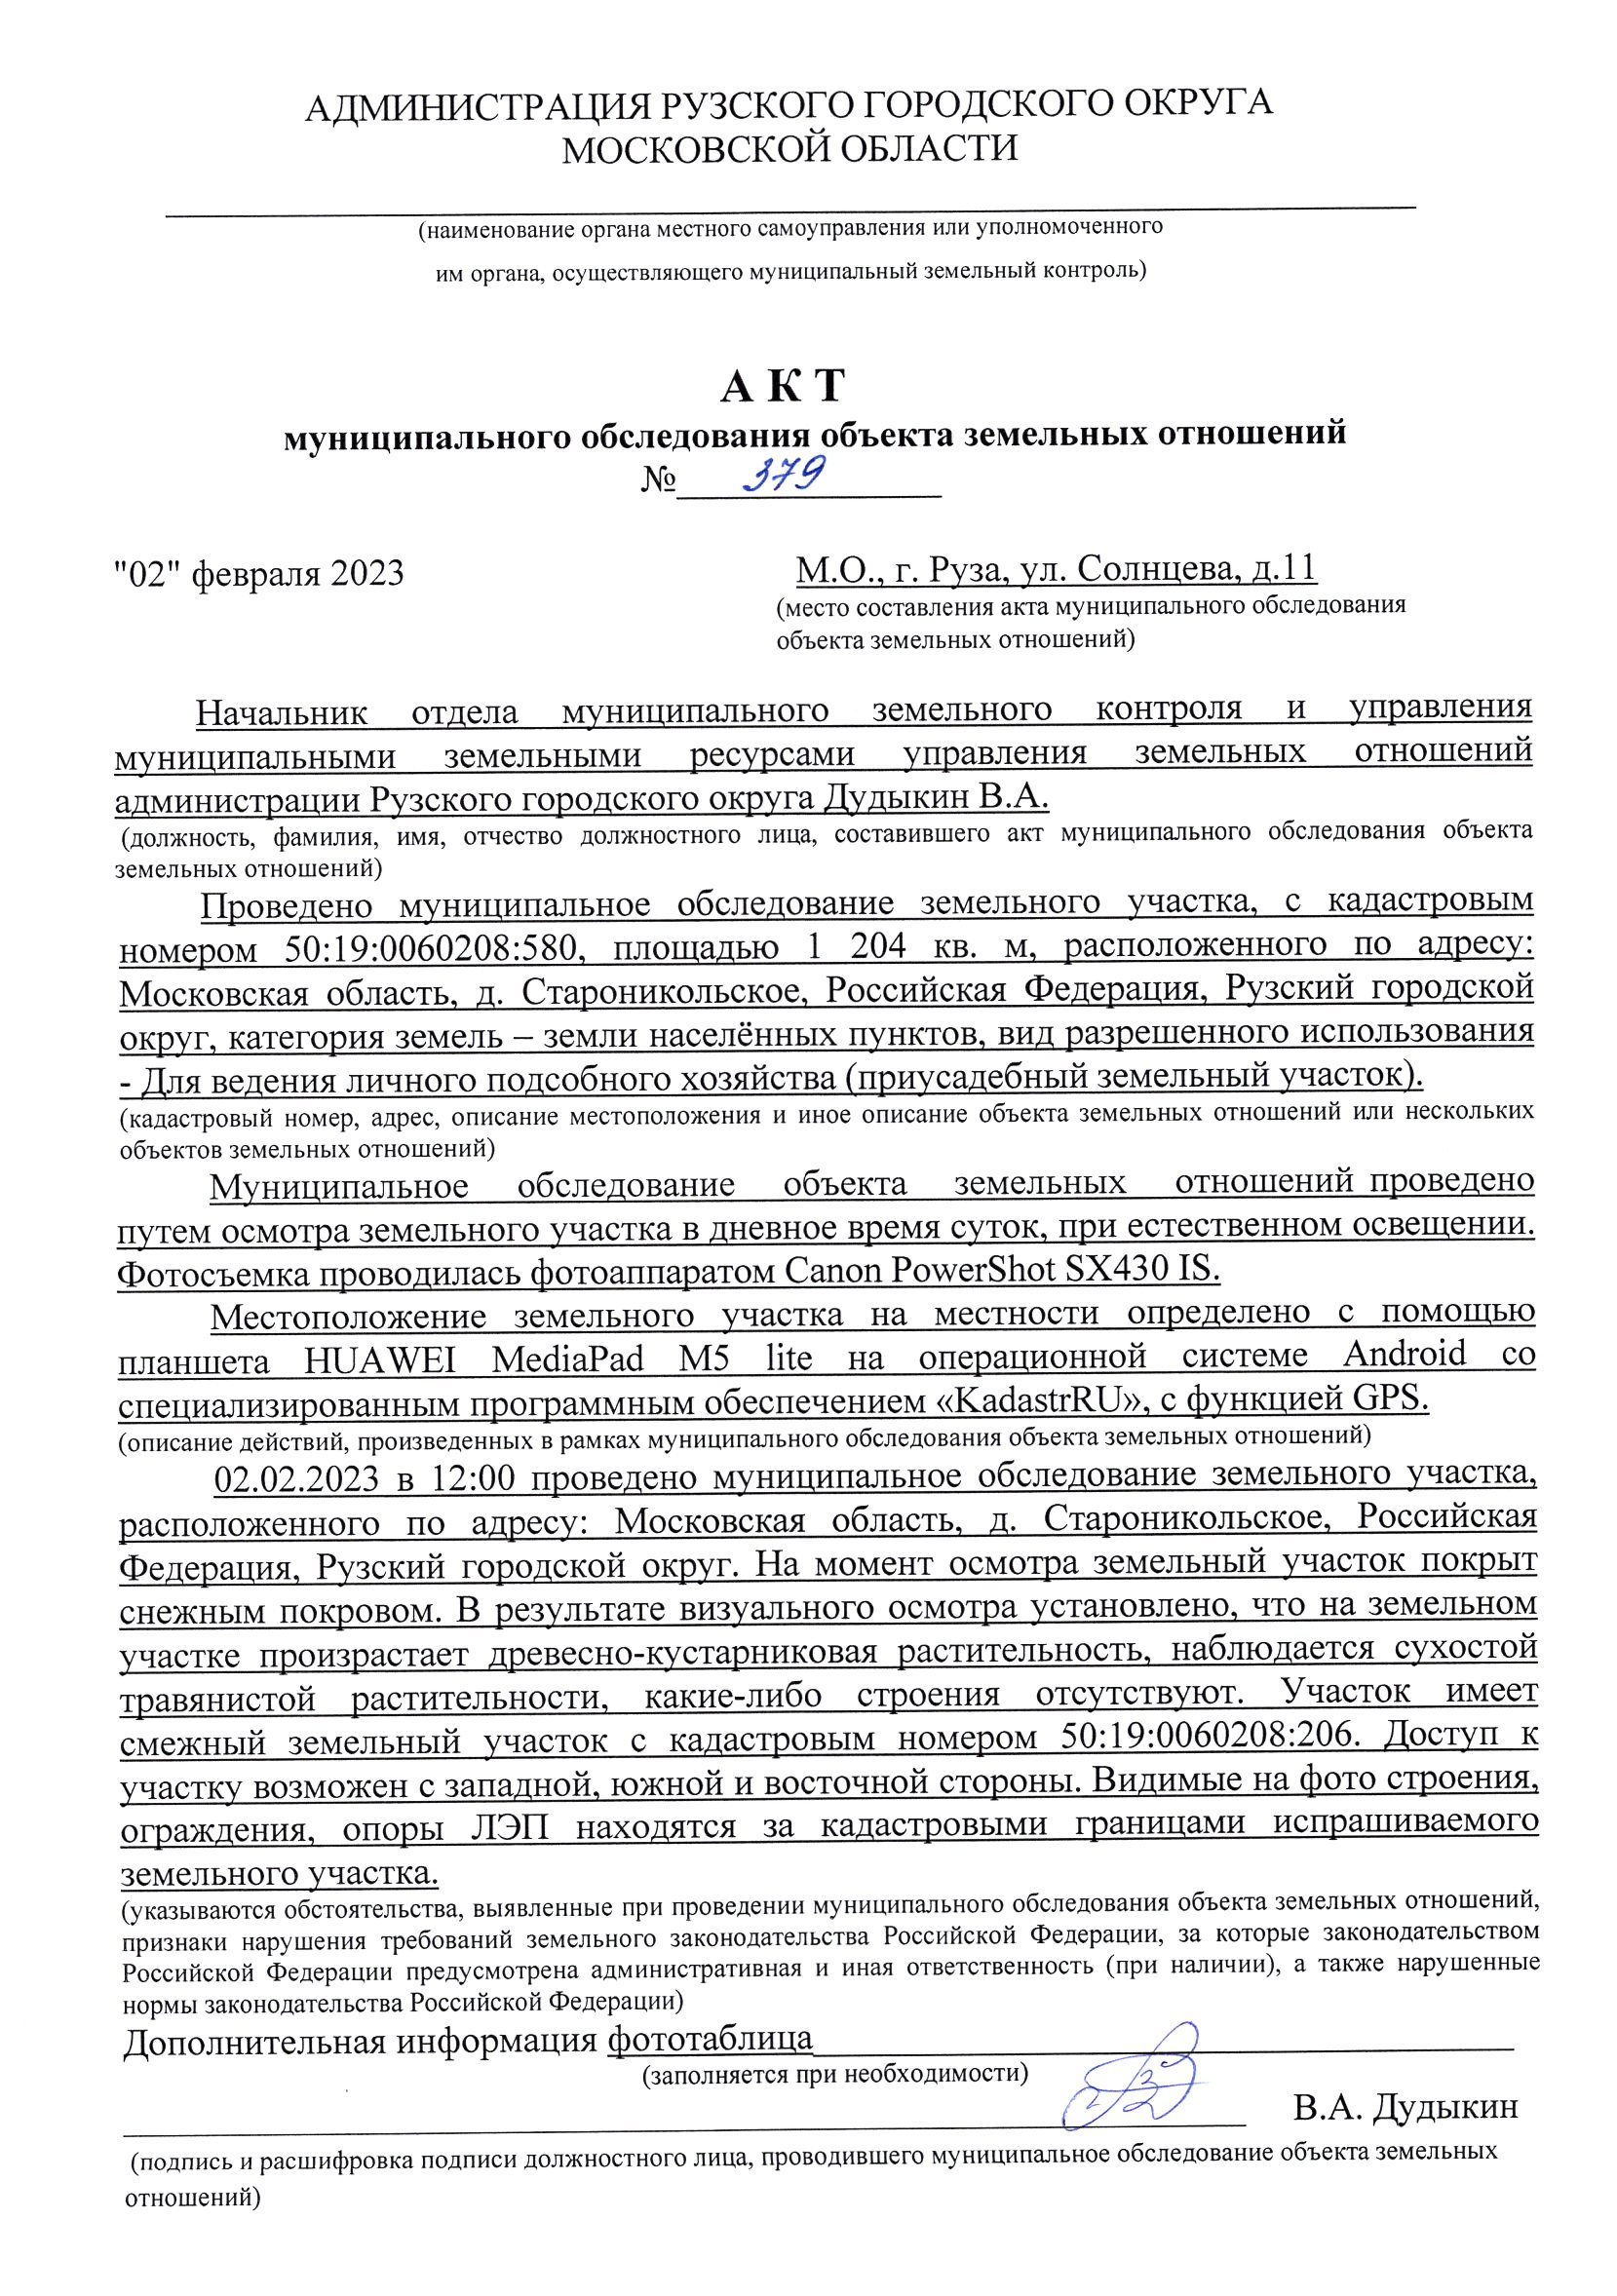 АДМИНИСТРАЦИЯ РУЗСКОГО ГОРОДСКОГО ОКРУГА
МОСКОВСКОЙ ОБЛАСТИ
(наименование органа местного самоуправления или уполномоченного
им органа, осуществляющего муниципальный земельный контроль)
А К Т
муниципального обследования объекта земельных отношений
№ 379
"02" февраля 2023
М.О., г. Руза, ул. Солнцева, д.11
(место составления акта муниципального обследования
объекта земельных отношений)
Начальник отдела муниципального земельного контроля и управления
муниципальными земельными ресурсами управления земельных отношений
администрации Рузского городского округа Дудыкин В.А.
(должность, фамилия, имя, отчество должностного лица, составившего акт муниципального обследования объекта
земельных отношений)
Проведено муниципальное обследование земельного участка, с кадастровым
номером 50:19:0060208:580, площадью 1 204 кв. м, расположенного по адресу:
Московская область, д. Староникольское, Российская Федерация, Рузский городской
округ, категория земель – земли населённых пунктов, вид разрешенного использования
- Для ведения личного подсобного хозяйства (приусадебный земельный участок).
(кадастровый номер, адрес, описание местоположения и иное описание объекта земельных отношений или нескольких
объектов земельных отношений)
Муниципальное обследование объекта земельных отношений проведено
путем осмотра земельного участка в дневное время суток, при естественном освещении.
Фотосъемка проводилась фотоаппаратом Canon PowerShot SX430 IS.
Местоположение земельного участка на местности определено с помощью
планшета HUAWEI MediaPad M5 lite на операционной системе Android со
специализированным программным обеспечением «KadastrRU», с функцией GPS.
(описание действий, произведенных в рамках муниципального обследования объекта земельных отношений)
02.02.2023 в 12:00 проведено муниципальное обследование земельного участка,
расположенного по адресу: Московская область, д. Староникольское, Российская
Федерация, Рузский городской округ. На момент осмотра земельный участок покрыт
снежным покровом. В результате визуального осмотра установлено, что на земельном
участке произрастает древесно-кустарниковая растительность, наблюдается сухостой
травянистой растительности, какие-либо строения отсутствуют. Участок имеет
смежный земельный участок с кадастровым номером 50:19:0060208:206. Доступ к
участку возможен с западной, южной и восточной стороны. Видимые на фото строения,
ограждения, опоры ЛЭП находятся за кадастровыми границами испрашиваемого
земельного участка.
(указываются обстоятельства, выявленные при проведении муниципального обследования объекта земельных отношений,
признаки нарушения требований земельного законодательства Российской Федерации, за которые законодательством
Российской Федерации предусмотрена административная и иная ответственность (при наличии), а также нарушенные
нормы законодательства Российской Федерации)
Дополнительная информация фототаблица
(заполняется при необходимости)
В.А. Дудыкин
(подпись и расшифровка подписи должностного лица, проводившего муниципальное обследование объекта земельных
отношений)